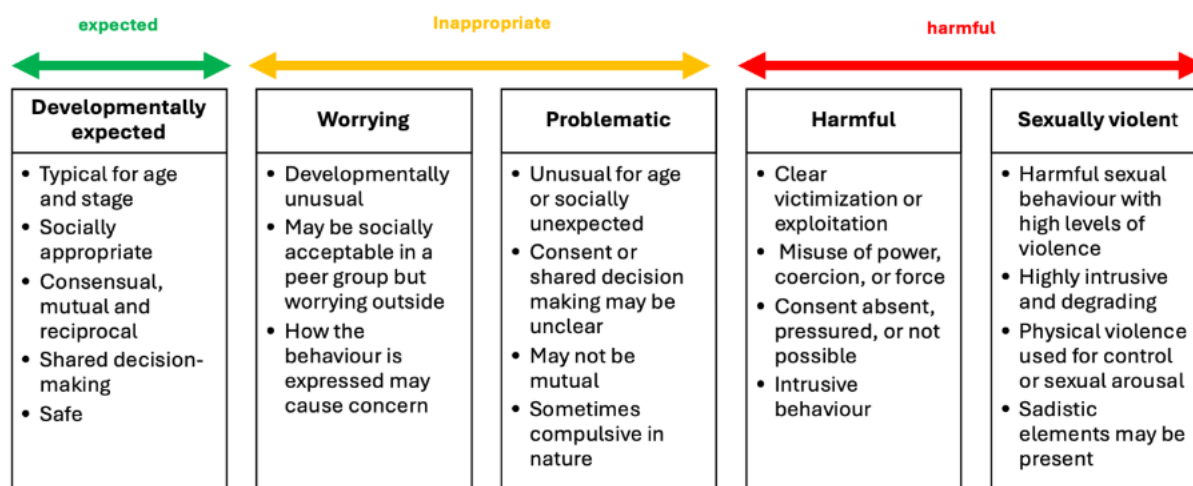 expected
Inappropriate
harmful
Developmentally
expected
• Typical for age
and stage
• Socially
appropriate
• Consensual,
mutual and
reciprocal
• Shared decision-
making
• Safe
Worrying
• Developmentally
unusual
• May be socially
acceptable in
a peer group but
worrying outside
• How the
behaviour is
expressed may
cause concern
Problematic
• Unusual for age
or socially
unexpected
• Consent or
shared decision
making may be
unclear
• May not be
mutual
• Sometimes
compulsive in
nature
Harmful
• Clear
victimization or
exploitation
• Misuse of power,
coercion, or force
• Consent absent,
pressured, or not
possible
• Intrusive
behaviour
Sexually violent
• Harmful sexual
behaviour with
high levels of
violence
• Highly intrusive
and degrading
• Physical violence
used for control
or sexual arousal
• Sadistic
elements may be
present